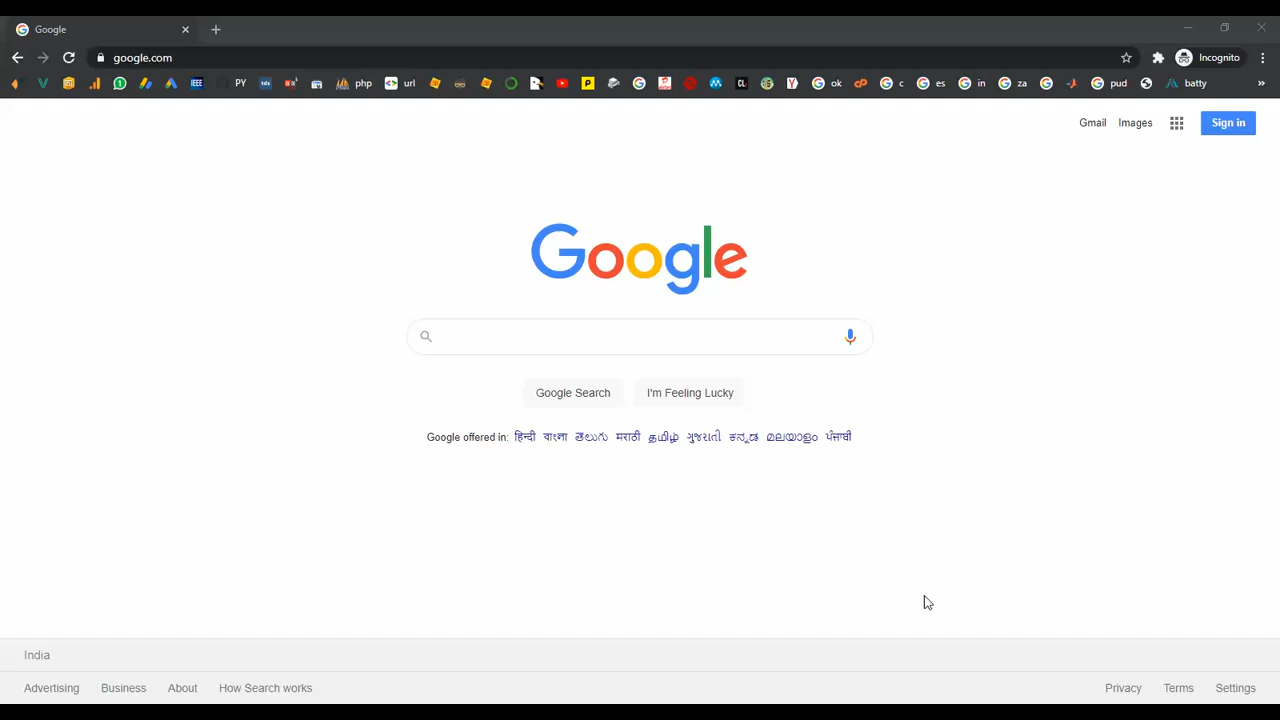 Google
google.com
Incognito
PY php url ok c es in za pud batty
Gmail Images Sign in
Google
Google Search I'm Feeling Lucky
Google offered in: हिन्दी বাংলা తెలుగు मराठी தமிழ் ગુજરાતી ಕನ್ನಡ മലയാളം ਪੰਜਾਬੀ
India
Advertising Business About How Search works Privacy Terms Settings